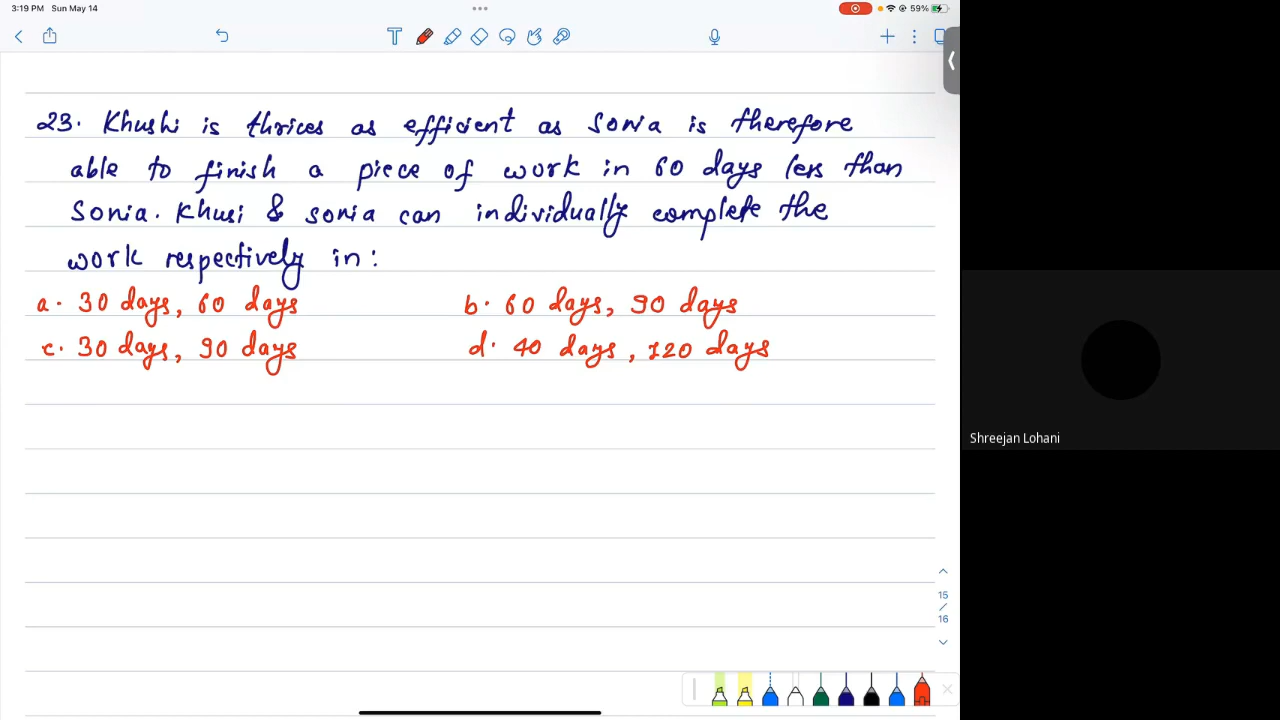 3:19 PM Sun May 14
59%
23. Khushi is thrices as efficient as Sonia is therefore
able to finish a piece of work in 60 days less than
Sonia. Khusi & sonia can individually complete the
work respectively in:
a. 30 days, 60 days
b. 60 days, 90 days
c. 30 days, 90 days
d. 40 days, 120 days
Shreejan Lohani
15
16